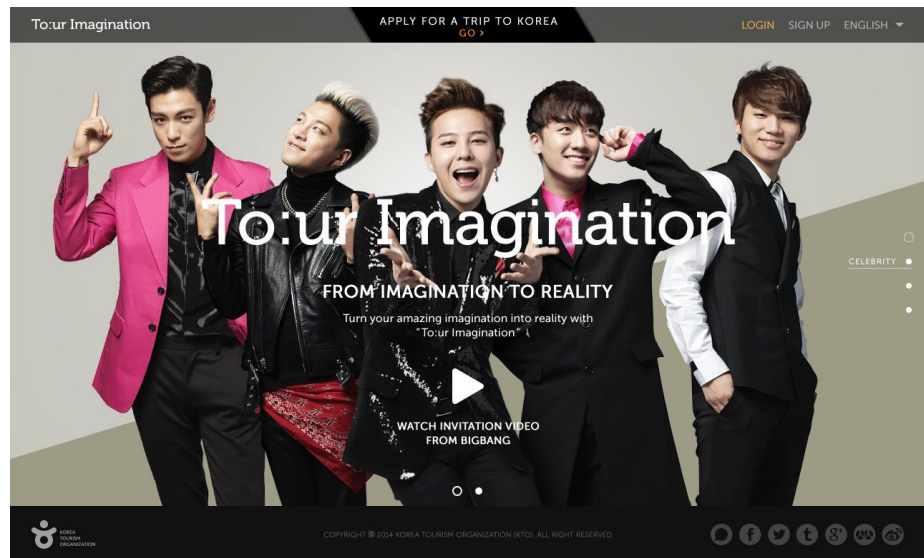 To:ur Imagination
APPLY FOR A TRIP TO KOREA
GO >
LOGIN SIGN UP ENGLISH
To:ur Imagination
CELEBRITY
FROM IMAGINATION TO REALITY
Turn your amazing imagination into reality with
“To:ur Imagination”
WATCH INVITATION VIDEO
FROM BIGBANG
KOREA
TOURISM
ORGANIZATION
COPYRIGHT © 2014 KOREA TOURISM ORGANIZATION (KTO). ALL RIGHT RESERVED.